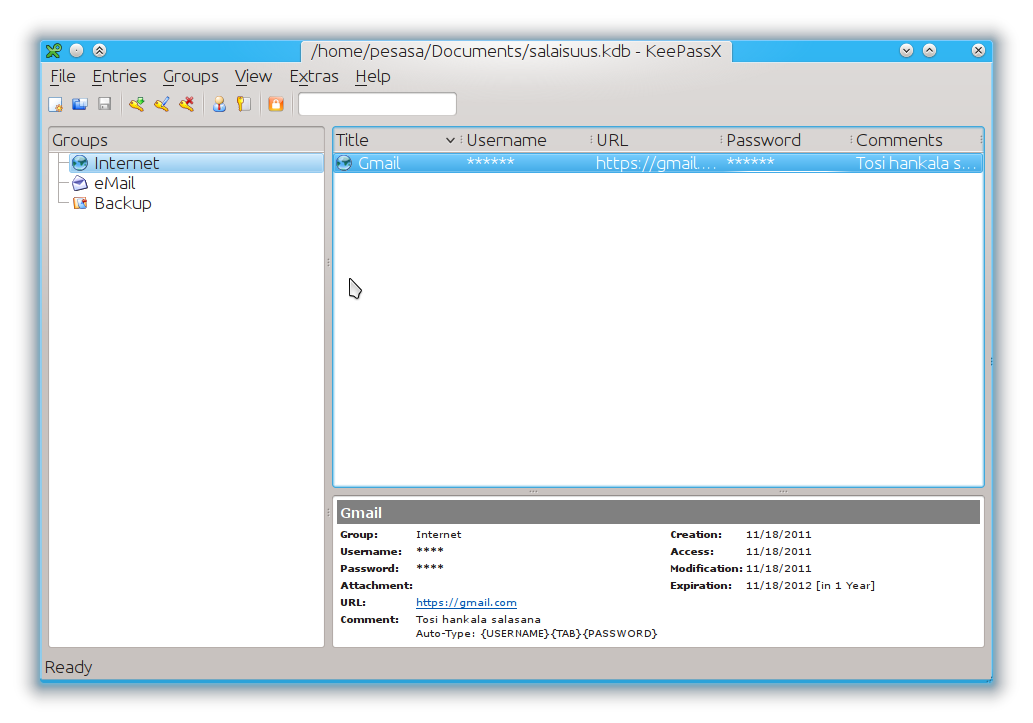 /home/pesasa/Documents/salaisuus.kdb - KeePassX
File Entries Groups View Extras Help
Groups
Internet
eMail
Backup
Title Username URL Password Comments
Gmail ****** https://gmail.... ****** Tosi hankala s...
Gmail
Group: Internet Creation: 11/18/2011
Username: **** Access: 11/18/2011
Password: **** Modification: 11/18/2011
Attachment: Expiration: 11/18/2012 [in 1 Year]
URL: https://gmail.com
Comment: Tosi hankala salasana
Auto-Type: {USERNAME}{TAB}{PASSWORD}
Ready